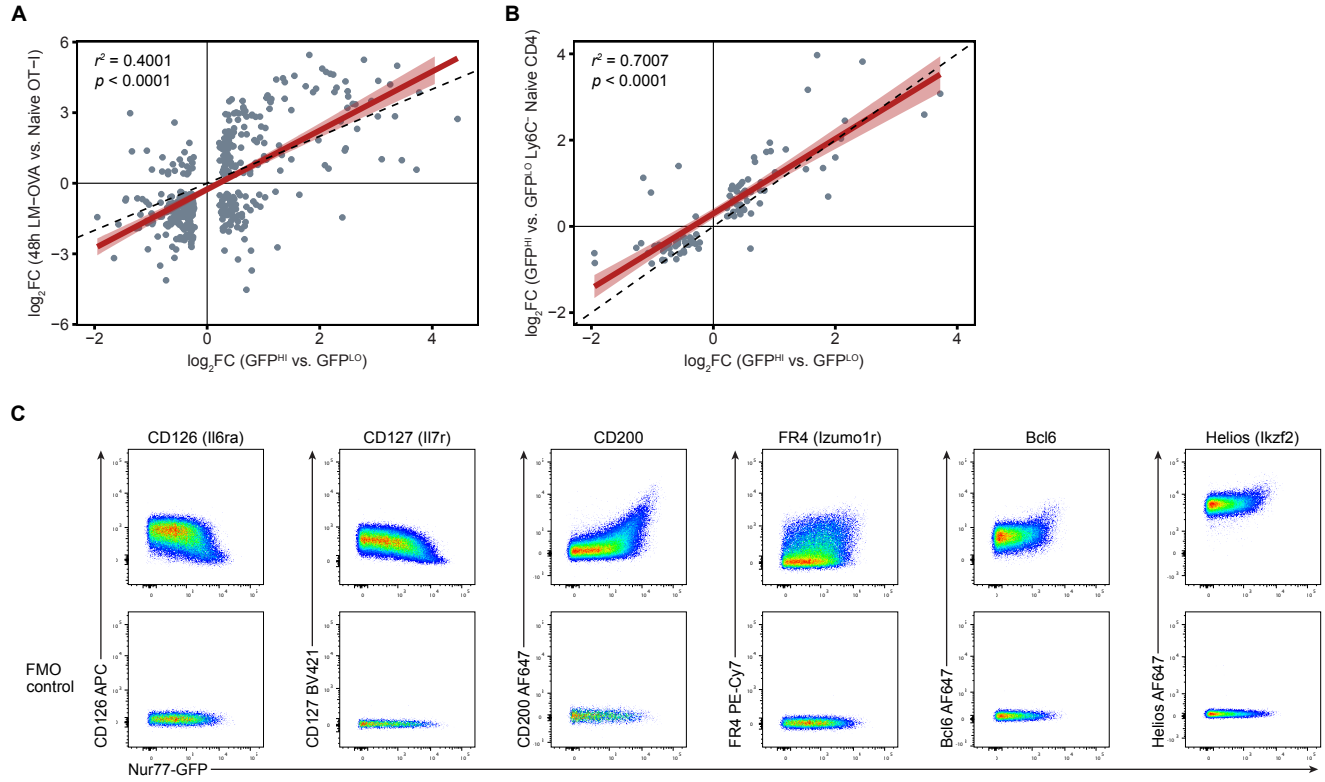 A
B
r² = 0.4001
p < 0.0001
log₂FC (48h LM−OVA vs. Naive OT−I)
6
3
0
−3
−6
−2
0
2
4
log₂FC (GFPᴴᴵ vs. GFPᴸᴼ)
r² = 0.7007
p < 0.0001
log₂FC (GFPᴴᴵ vs. GFPᴸᴼ Ly6C⁻ Naive CD4)
4
2
0
−2
−2
0
2
4
log₂FC (GFPᴴᴵ vs. GFPᴸᴼ)
C
CD126 (Il6ra)
CD127 (Il7r)
CD200
FR4 (Izumo1r)
Bcl6
Helios (Ikzf2)
FMO
control
CD126 APC
CD127 BV421
CD200 AF647
FR4 PE-Cy7
Bcl6 AF647
Helios AF647
Nur77-GFP